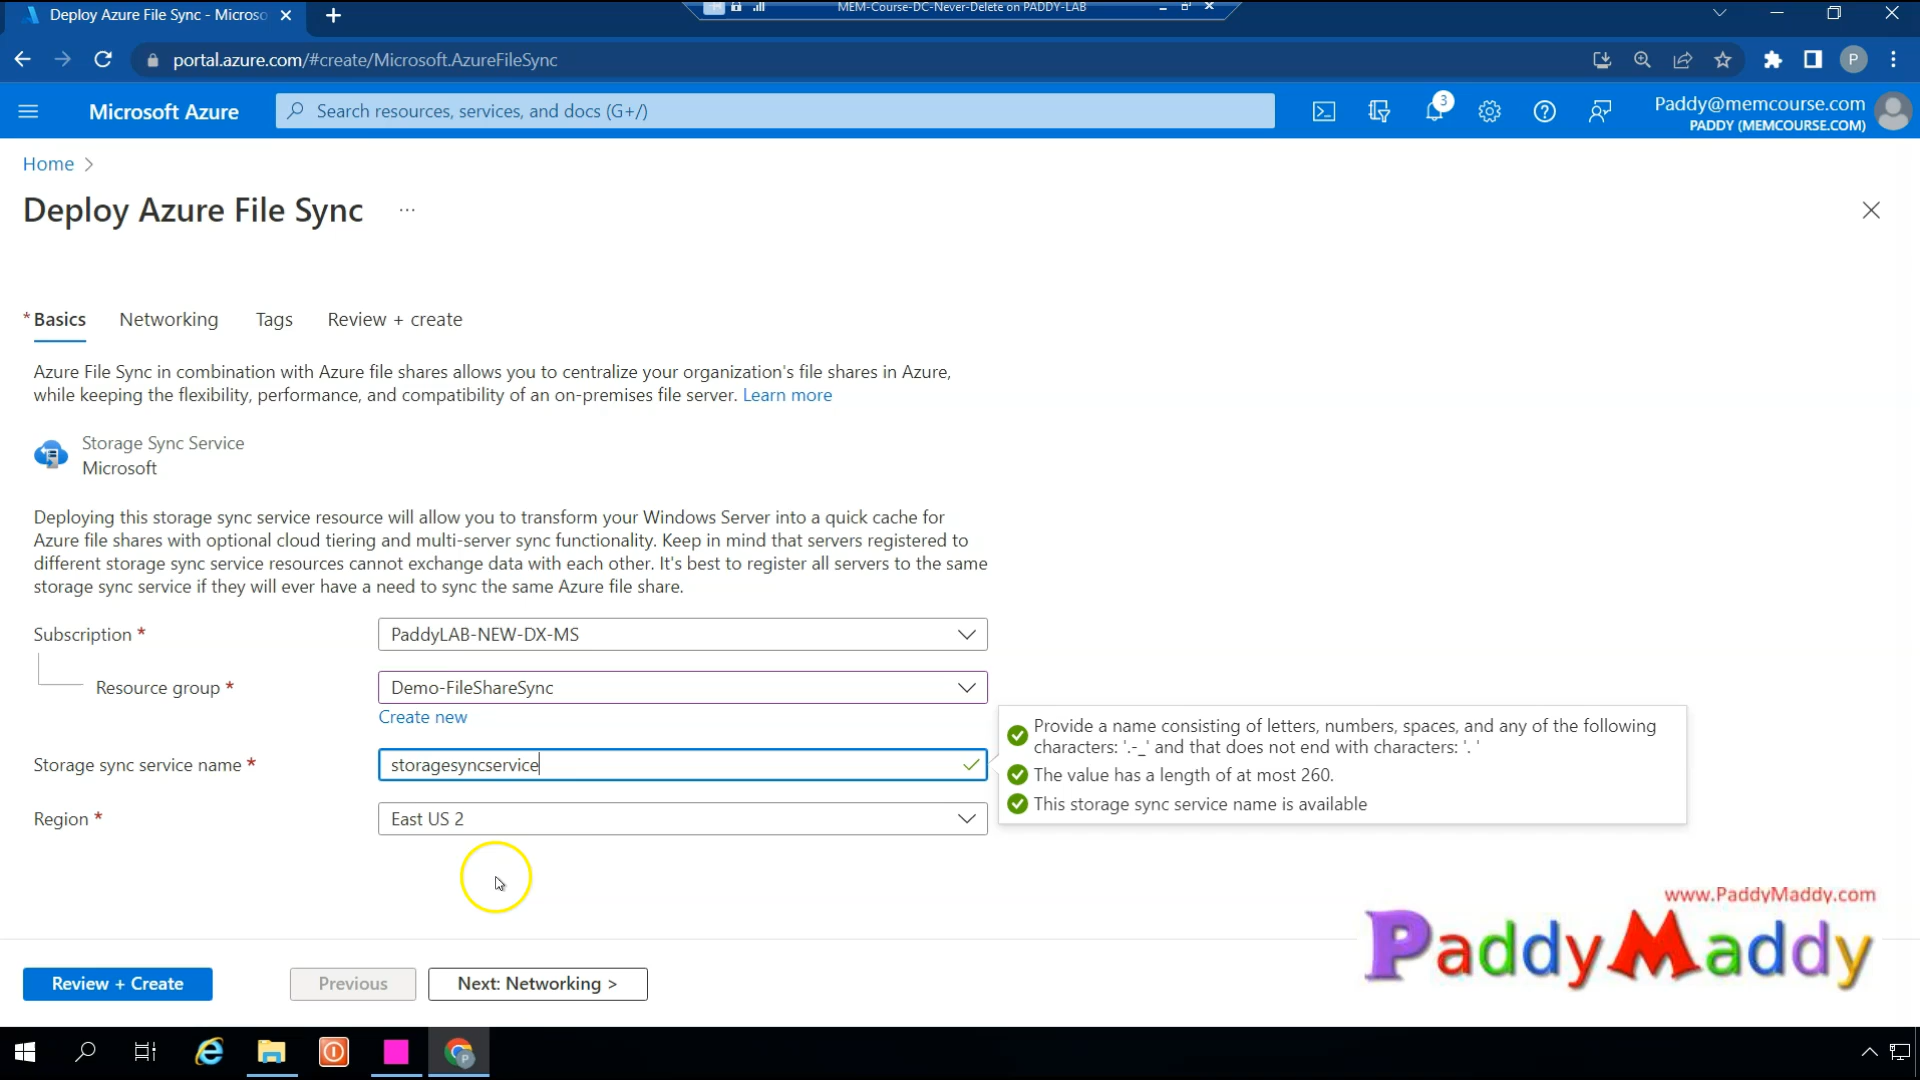 Deploy Azure File Sync - Microso
MEM-Course-DC-Never-Delete on PADDY-LAB
portal.azure.com/#create/Microsoft.AzureFileSync
P
Microsoft Azure
Search resources, services, and docs (G+/)
3
Paddy@memcourse.com
PADDY (MEMCOURSE.COM)
Home >
Deploy Azure File Sync ...
* Basics
Networking
Tags
Review + create
Azure File Sync in combination with Azure file shares allows you to centralize your organization's file shares in Azure,
while keeping the flexibility, performance, and compatibility of an on-premises file server. Learn more
Storage Sync Service
Microsoft
Deploying this storage sync service resource will allow you to transform your Windows Server into a quick cache for
Azure file shares with optional cloud tiering and multi-server sync functionality. Keep in mind that servers registered to
different storage sync service resources cannot exchange data with each other. It's best to register all servers to the same
storage sync service if they will ever have a need to sync the same Azure file share.
Subscription *
PaddyLAB-NEW-DX-MS
Resource group *
Demo-FileShareSync
Create new
Storage sync service name *
storagesyncservice
Provide a name consisting of letters, numbers, spaces, and any of the following
characters: '.-_' and that does not end with characters: '. '
The value has a length of at most 260.
This storage sync service name is available
Region *
East US 2
www.PaddyMaddy.com
PaddyMaddy
Review + Create
Previous
Next: Networking >